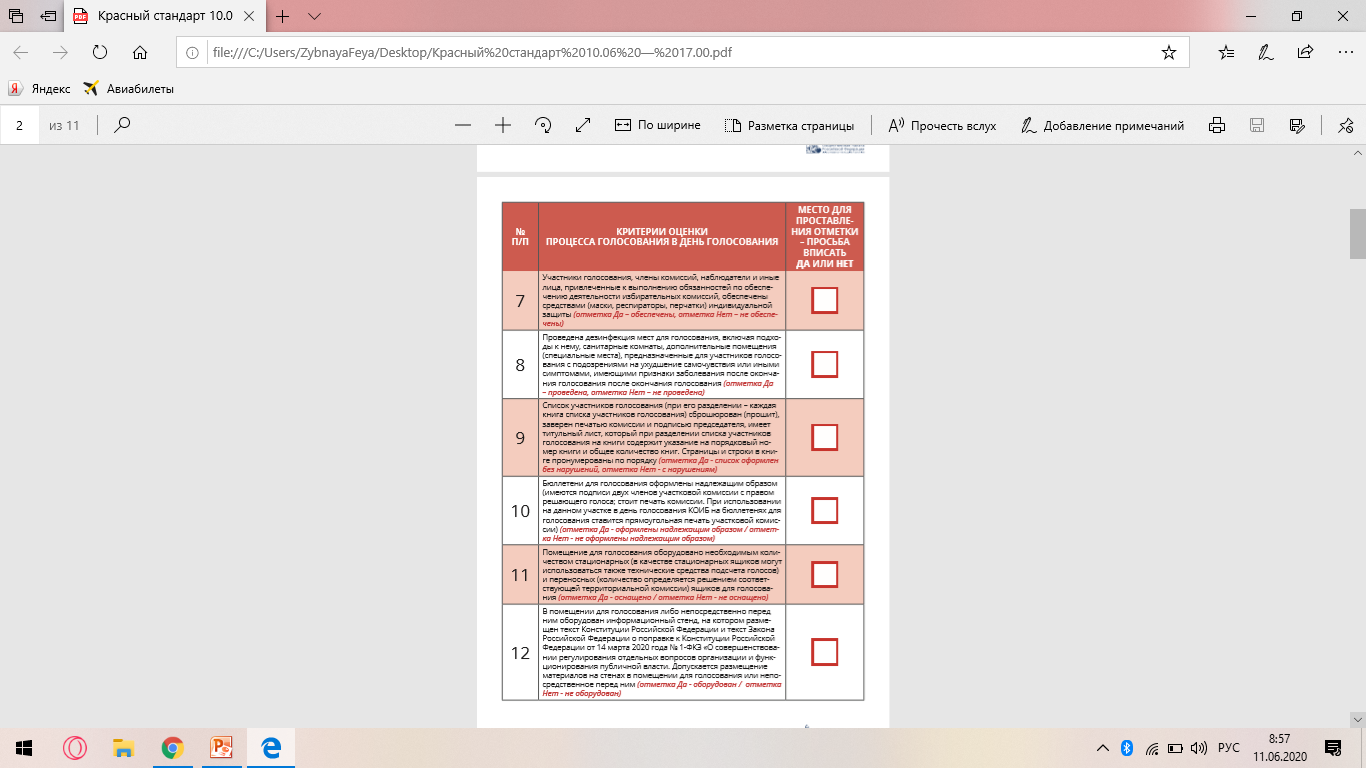 Красный стандарт 10.0
file:///C:/Users/ZybnayaFeya/Desktop/Красный%20стандарт%2010.06%20—%2017.00.pdf
Яндекс
Авиабилеты
2
из 11
По ширине
Разметка страницы
Прочесть вслух
Добавление примечаний
№
П/П
КРИТЕРИИ ОЦЕНКИ
ПРОЦЕССА ГОЛОСОВАНИЯ В ДЕНЬ ГОЛОСОВАНИЯ
МЕСТО ДЛЯ
ПРОСТАВЛЕ-
НИЯ ОТМЕТКИ
– ПРОСЬБА
ВПИСАТЬ
ДА ИЛИ НЕТ
7
Участники голосования, члены комиссий, наблюдатели и иные
лица, привлеченные к выполнению обязанностей по обеспе-
чению деятельности избирательных комиссий, обеспечены
средствами (маски, респираторы, перчатки) индивидуальной
защиты (отметка Да – обеспечены, отметка Нет – не обеспе-
чены)
8
Проведена дезинфекция мест для голосования, включая подхо-
ды к нему, санитарные комнаты, дополнительные помещения
(специальные места), предназначенные для участников голосо-
вания с подозрениями на ухудшение самочувствия или иными
симптомами, имеющими признаки заболевания после оконча-
ния голосования после окончания голосования (отметка Да
– проведена, отметка Нет – не проведена)
9
Список участников голосования (при его разделении – каждая
книга списка участников голосования) сброшюрован (прошит),
заверен печатью комиссии и подписью председателя, имеет
титульный лист, который при разделении списка участников
голосования на книги содержит указание на порядковый но-
мер книги и общее количество книг. Страницы и строки в кни-
ге пронумерованы по порядку (отметка Да - список оформлен
без нарушений, отметка Нет - с нарушениям)
10
Бюллетени для голосования оформлены надлежащим образом
(имеются подписи двух членов участковой комиссии с правом
решающего голоса; стоит печать комиссии. При использовании
на данном участке в день голосования КОИБ на бюллетенях для
голосования ставится прямоугольная печать участковой комис-
сии) (отметка Да - оформлены надлежащим образом / отмет-
ка Нет - не оформлены надлежащим образом)
11
Помещение для голосования оборудовано необходимым коли-
чеством стационарных (в качестве стационарных ящиков могут
использоваться также технические средства подсчета голосов)
и переносных (количество определяется решением соответ-
ствующей территориальной комиссии) ящиков для голосова-
ния (отметка Да - оснащено / отметка Нет - не оснащено)
12
В помещении для голосования либо непосредственно перед
ним оборудован информационный стенд, на котором разме-
щен текст Конституции Российской Федерации и текст Закона
Российской Федерации о поправке к Конституции Российской
Федерации от 14 марта 2020 года № 1-ФКЗ «О совершенствова-
нии регулирования отдельных вопросов организации и функ-
ционирования публичной власти. Допускается размещение
материалов на стенах в помещении для голосования или непо-
средственное перед ним (отметка Да - оборудован / отметка
Нет - не оборудован)
РУС
8:57
11.06.2020